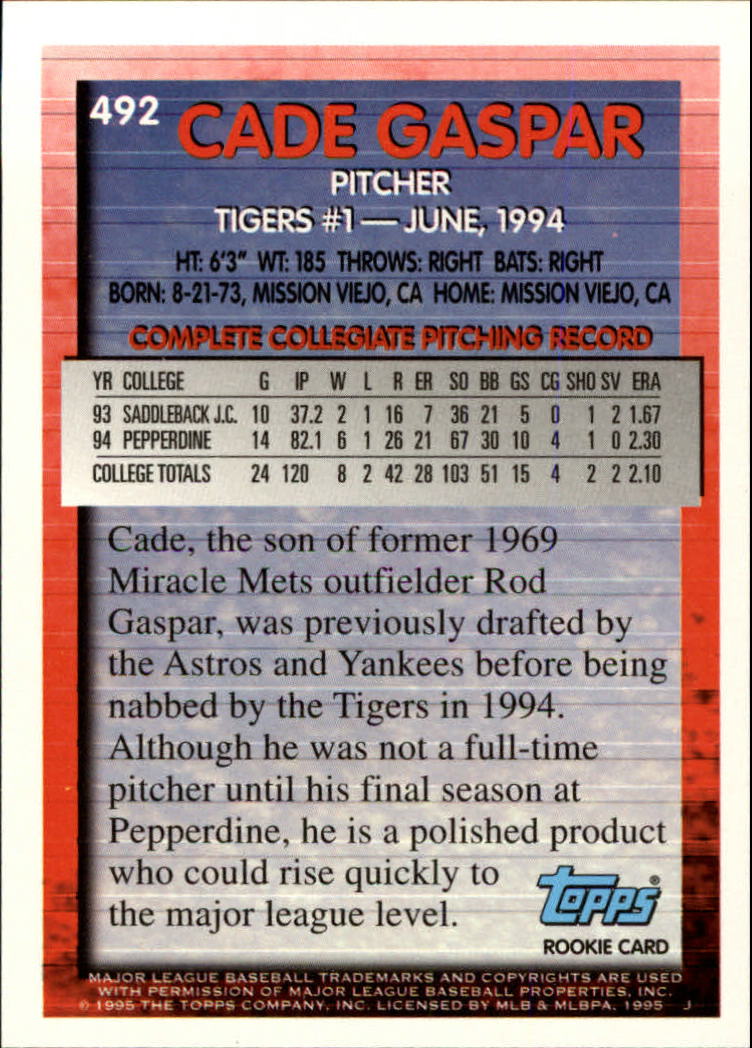 492
CADE GASPAR
PITCHER
TIGERS #1 — JUNE, 1994
HT: 6'3" WT: 185 THROWS: RIGHT BATS: RIGHT
BORN: 8-21-73, MISSION VIEJO, CA HOME: MISSION VIEJO, CA
COMPLETE COLLEGIATE PITCHING RECORD
YR COLLEGE G IP W L R ER SO BB GS CG SHO SV ERA
93 SADDLEBACK J.C. 10 37.2 2 1 16 7 36 21 5 0 1 2 1.67
94 PEPPERDINE 14 82.1 6 1 26 21 67 30 10 4 1 0 2.30
COLLEGE TOTALS 24 120 8 2 42 28 103 51 15 4 2 2 2.10
Cade, the son of former 1969
Miracle Mets outfielder Rod
Gaspar, was previously drafted by
the Astros and Yankees before being
nabbed by the Tigers in 1994.
Although he was not a full-time
pitcher until his final season at
Pepperdine, he is a polished product
who could rise quickly to
the major league level.
Topps®
ROOKIE CARD
MAJOR LEAGUE BASEBALL TRADEMARKS AND COPYRIGHTS ARE USED
WITH PERMISSION OF MAJOR LEAGUE BASEBALL PROPERTIES, INC.
© 1995 THE TOPPS COMPANY, INC. LICENSED BY MLB & MLBPA, 1995 J